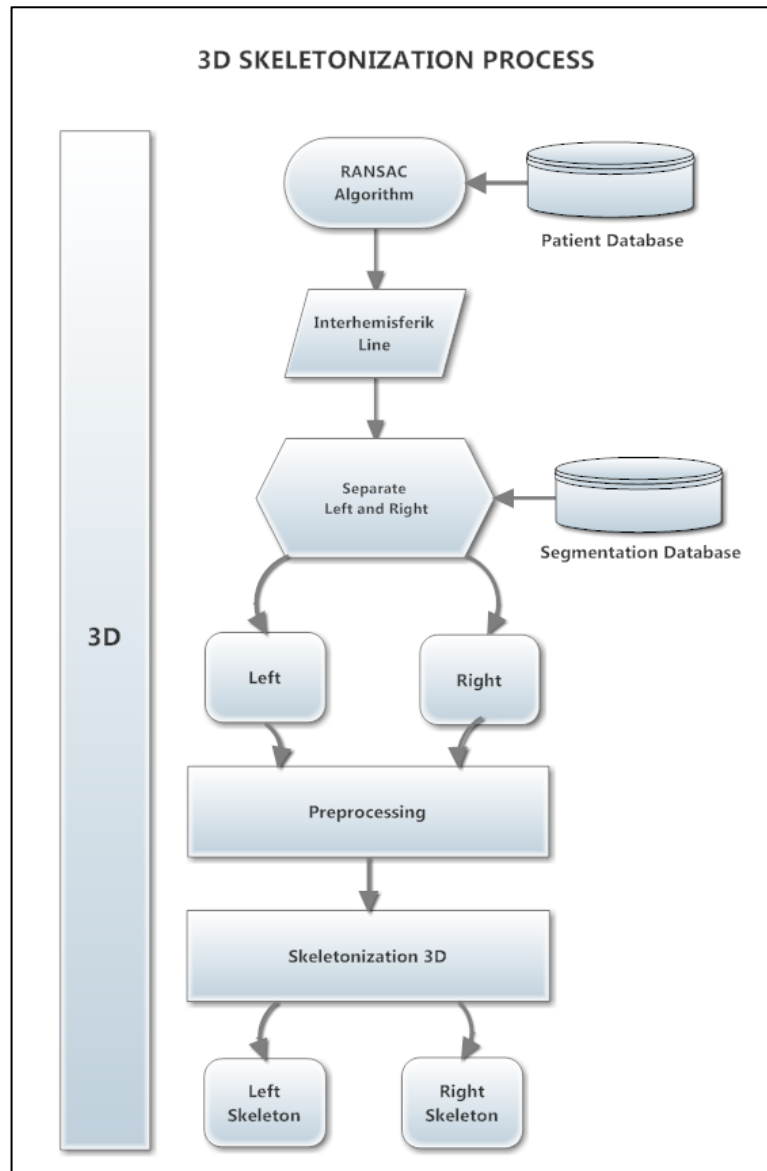 3D SKELETONIZATION PROCESS
RANSAC
Algorithm
Patient Database
Interhemisferik
Line
Separate
Left and Right
Segmentation Database
3D
Left
Right
Preprocessing
Skeletonization 3D
Left
Skeleton
Right
Skeleton